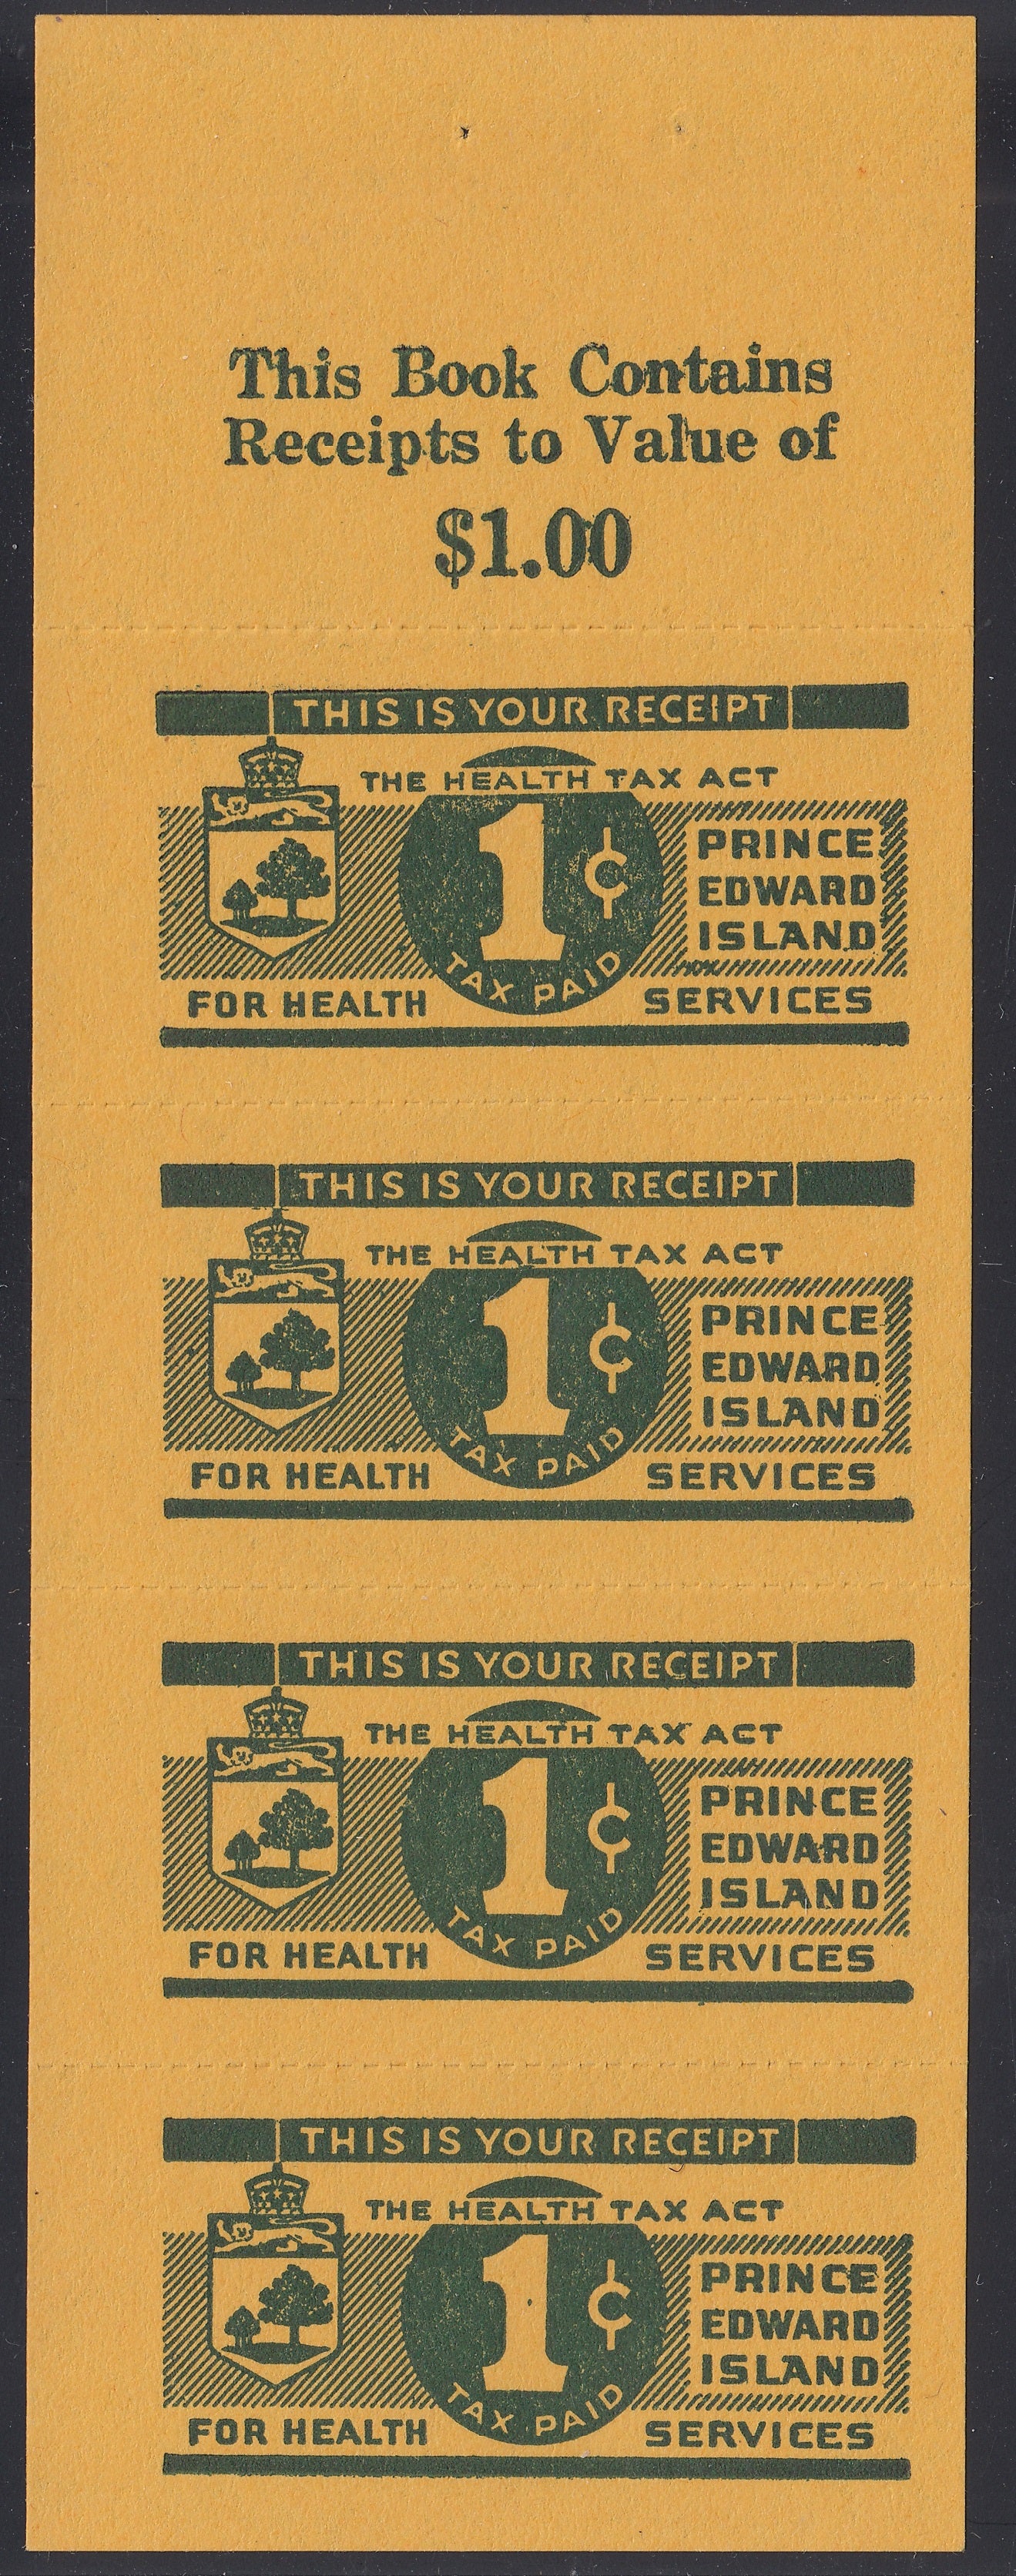 This Book Contains
Receipts to Value of
$1.00
THIS IS YOUR RECEIPT
THE HEALTH TAX ACT
1¢
PRINCE
EDWARD
ISLAND
TAX PAID
FOR HEALTH SERVICES
THIS IS YOUR RECEIPT
THE HEALTH TAX ACT
1¢
PRINCE
EDWARD
ISLAND
TAX PAID
FOR HEALTH SERVICES
THIS IS YOUR RECEIPT
THE HEALTH TAX ACT
1¢
PRINCE
EDWARD
ISLAND
TAX PAID
FOR HEALTH SERVICES
THIS IS YOUR RECEIPT
THE HEALTH TAX ACT
1¢
PRINCE
EDWARD
ISLAND
TAX PAID
FOR HEALTH SERVICES